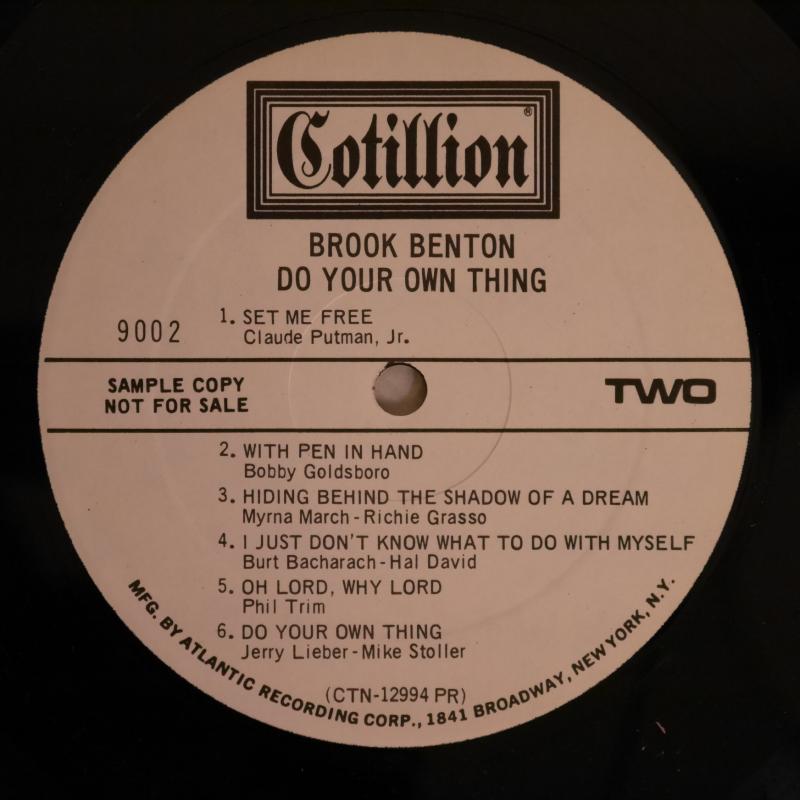 Cotillion®
BROOK BENTON
DO YOUR OWN THING
9002
1. SET ME FREE
Claude Putman, Jr.
SAMPLE COPY
NOT FOR SALE
TWO
2. WITH PEN IN HAND
Bobby Goldsboro
3. HIDING BEHIND THE SHADOW OF A DREAM
Myrna March-Richie Grasso
4. I JUST DON'T KNOW WHAT TO DO WITH MYSELF
Burt Bacharach-Hal David
5. OH LORD, WHY LORD
Phil Trim
6. DO YOUR OWN THING
Jerry Lieber-Mike Stoller
(CTN-12994 PR)
MFG. BY ATLANTIC RECORDING CORP., 1841 BROADWAY, NEW YORK, N.Y.